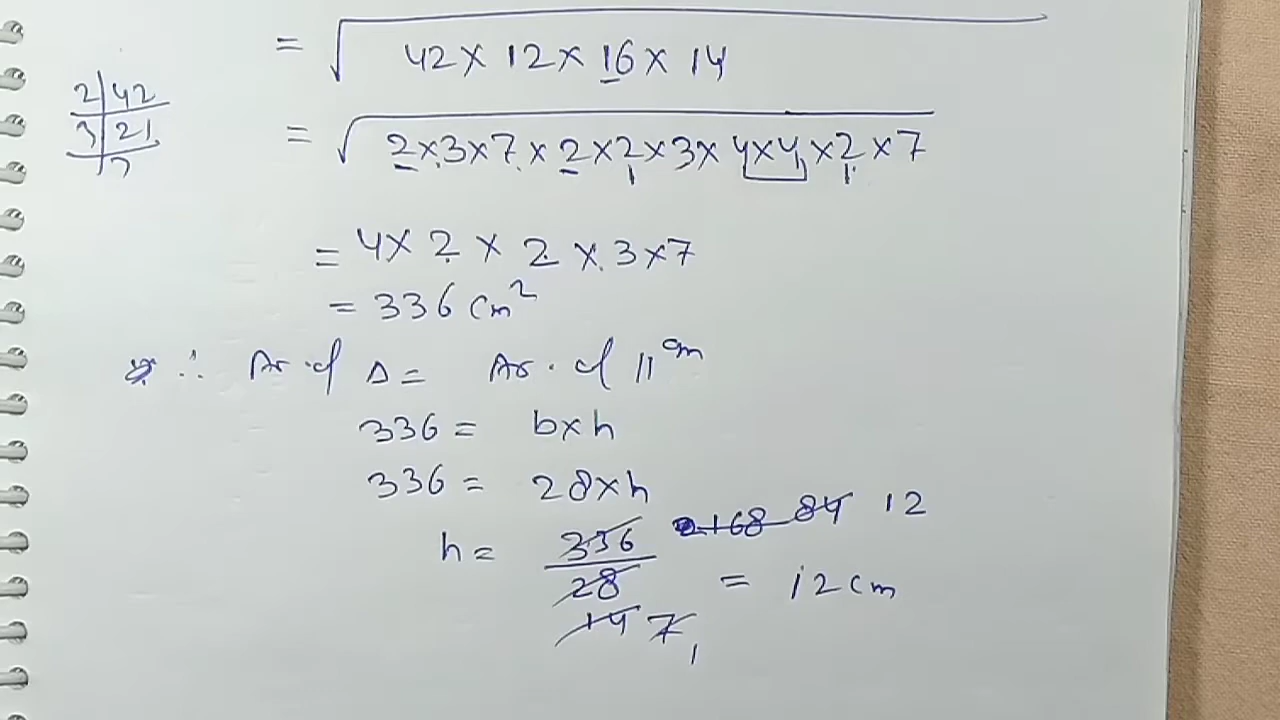 = √42 × 12 × 16 × 14
2 | 42
3 | 21
7
= √2 × 3 × 7 × 2 × 2 × 3 × 4 × 4 × 2 × 7
= 4 × 2 × 2 × 3 × 7
= 336 cm²
∴ Ar. of Δ = Ar. of ||gm
336 = b × h
336 = 28 × h
h = 336/28 168 84 12
14 7 1
= 12 cm